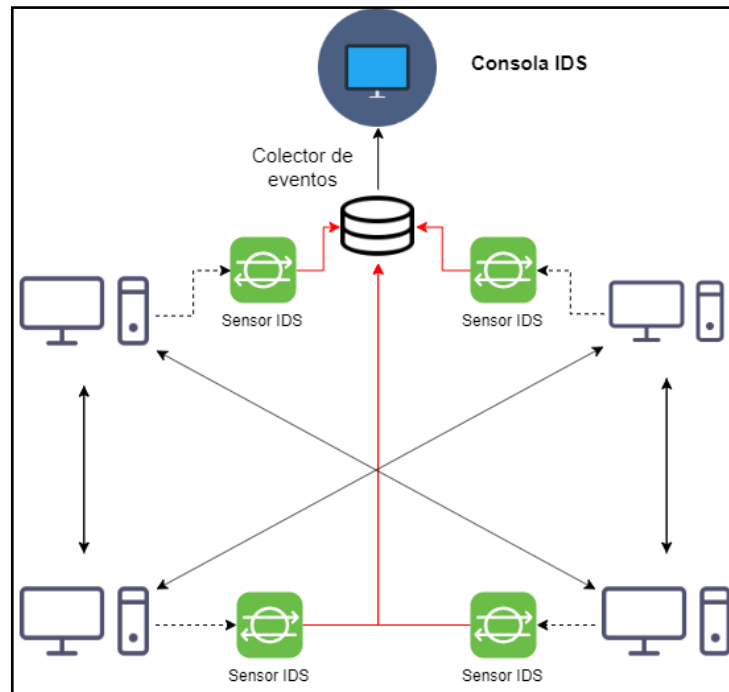 Consola IDS
Colector de
eventos
Sensor IDS
Sensor IDS
Sensor IDS
Sensor IDS